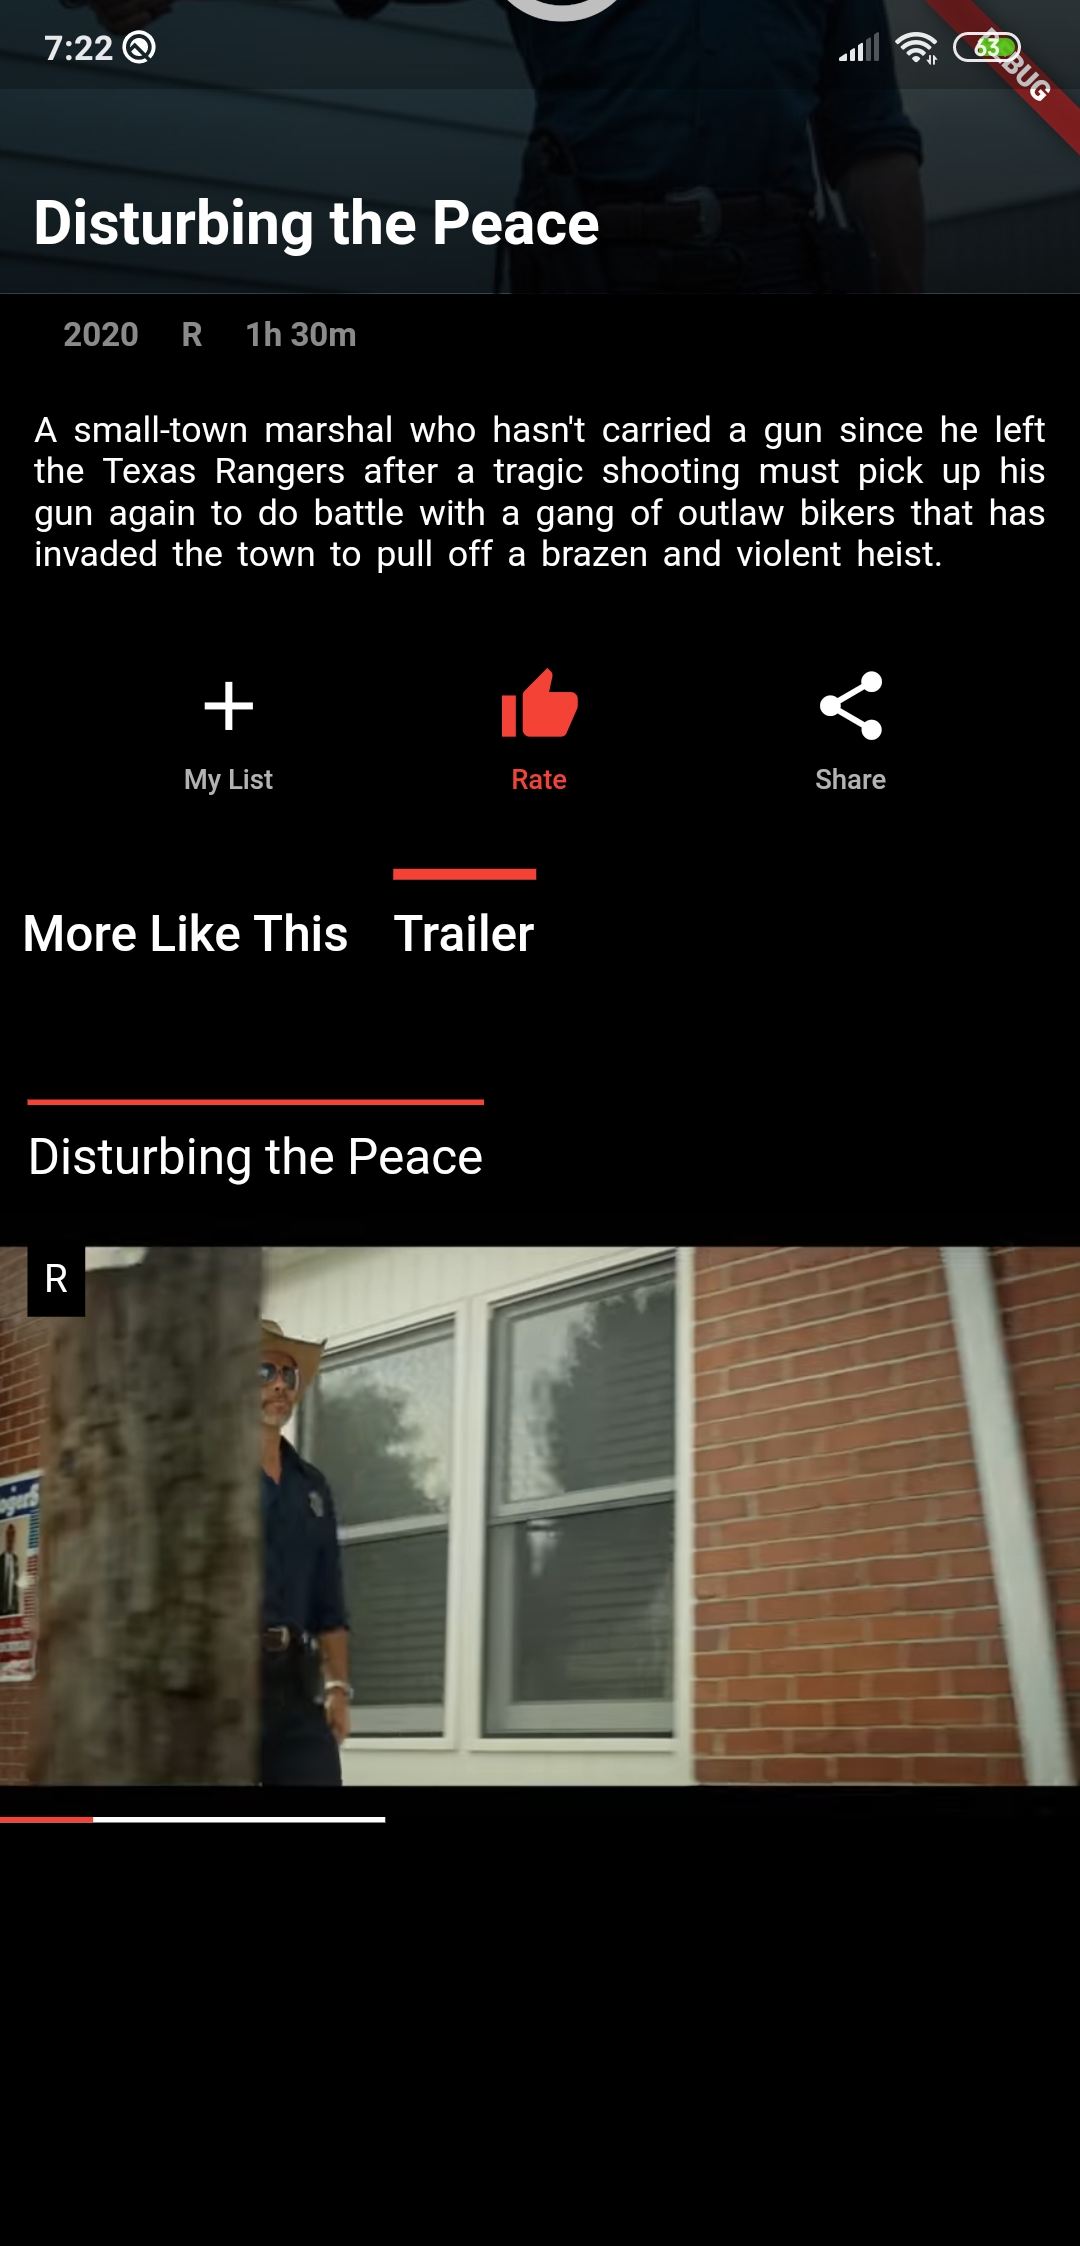 7:22
63
DEBUG
Disturbing the Peace
2020 R 1h 30m
A small-town marshal who hasn't carried a gun since he left
the Texas Rangers after a tragic shooting must pick up his
gun again to do battle with a gang of outlaw bikers that has
invaded the town to pull off a brazen and violent heist.
My List Rate Share
More Like This Trailer
Disturbing the Peace
R